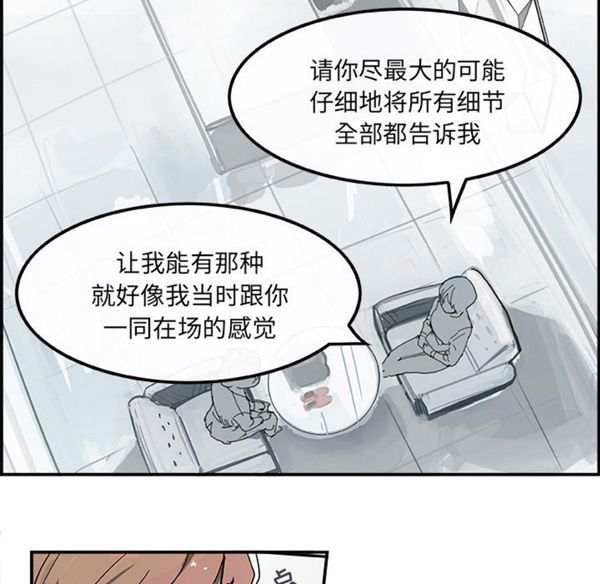 请你尽最大的可能
仔细地将所有细节
全部都告诉我
让我能有那种
就好像我当时跟你
一同在场的感觉